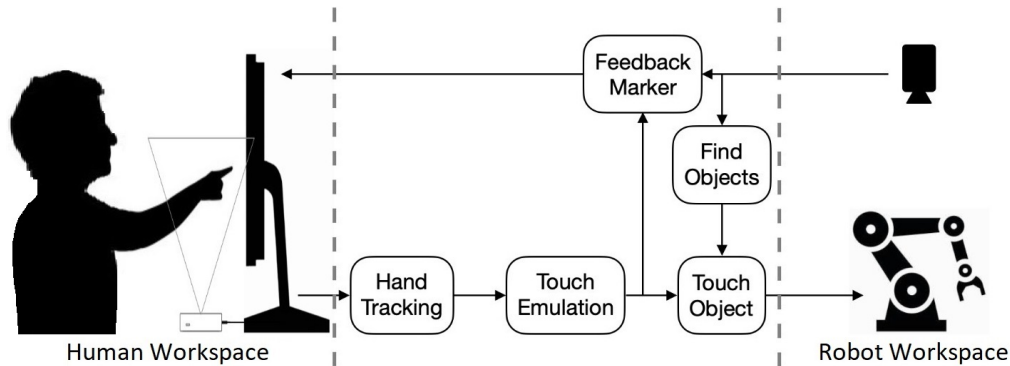 Feedback
Marker
Find
Objects
Hand
Tracking
Touch
Emulation
Touch
Object
Human Workspace
Robot Workspace